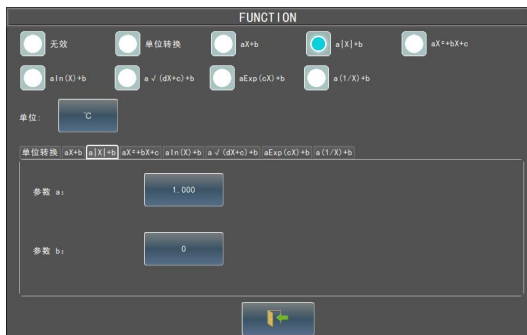 FUNCTION
无效 单位转换 aX+b a|X|+b aX²+bX+c
aln(X)+b a√(dX+c)+b aExp(cX)+b a(1/X)+b
单位: ℃
单位转换 aX+b a|X|+b aX²+bX+c aln(X)+b a√(dX+c)+b aExp(cX)+b a(1/X)+b
参数 a: 1.000
参数 b: 0